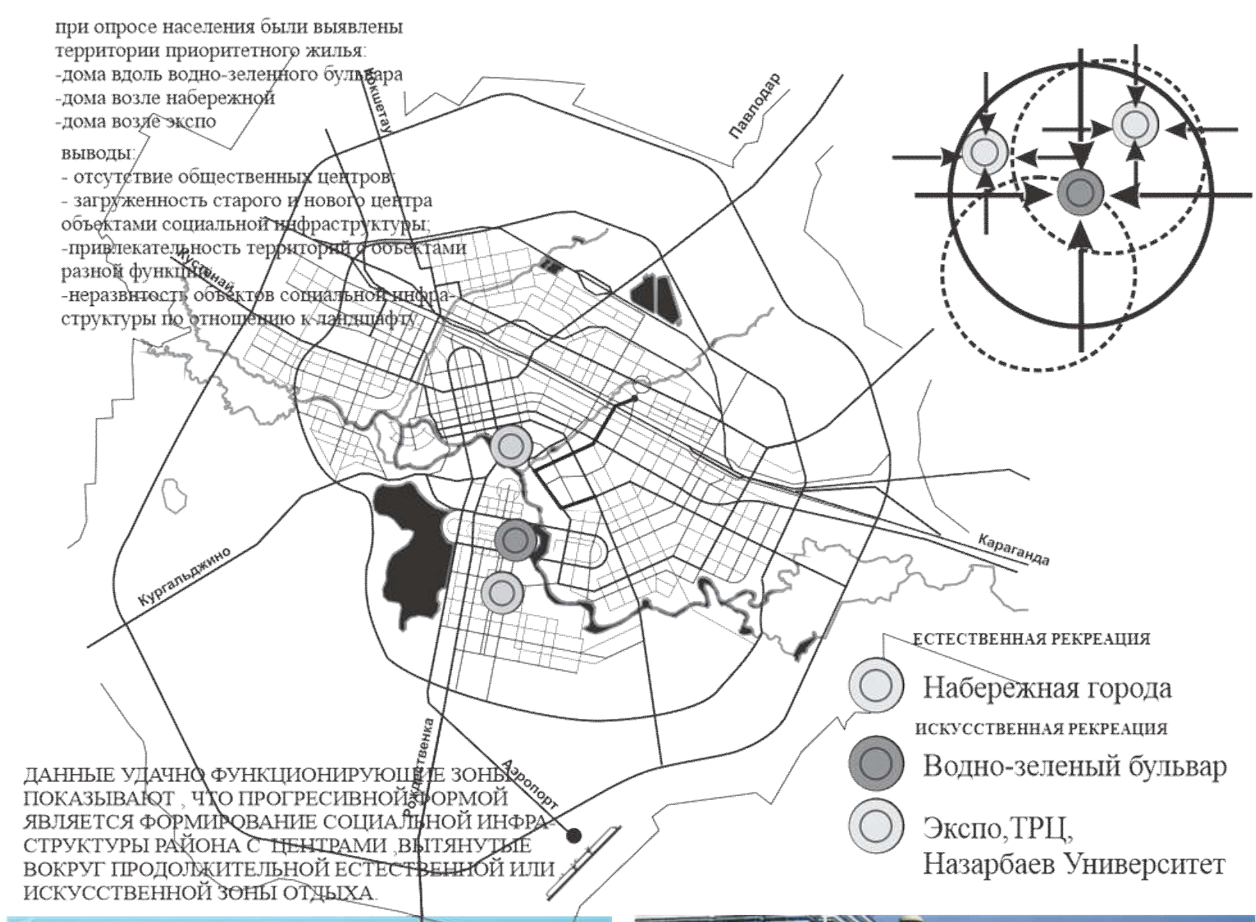 при опросе населения были выявлены
территории приоритетного жилья:
-дома вдоль водно-зеленного бульвара
-дома возле набережной
-дома возле экспо
выводы:
- отсутствие общественных центров;
- загруженность старого и нового центра
объектами социальной инфраструктуры;
-привлекательность территорий с объектами
разной функции;
-неразвитость объектов социальной инфра-
структуры по отношению к ландшафту.
Кокшетау
Павлодар
Кустанай
Кургальджино
Караганда
Рождественка
Аэропорт
ЕСТЕСТВЕННАЯ РЕКРЕАЦИЯ
Набережная города
ИСКУССТВЕННАЯ РЕКРЕАЦИЯ
Водно-зеленый бульвар
Экспо,ТРЦ,
Назарбаев Университет
ДАННЫЕ УДАЧНО ФУНКЦИОНИРУЮЩИЕ ЗОНЫ
ПОКАЗЫВАЮТ , ЧТО ПРОГРЕСИВНОЙ ФОРМОЙ
ЯВЛЯЕТСЯ ФОРМИРОВАНИЕ СОЦИАЛЬНОЙ ИНФРА-
СТРУКТУРЫ РАЙОНА С ЦЕНТРАМИ ,ВЫТЯНУТЫЕ
ВОКРУГ ПРОДОЛЖИТЕЛЬНОЙ ЕСТЕСТВЕННОЙ ИЛИ
ИСКУССТВЕННОЙ ЗОНЫ ОТДЫХА.